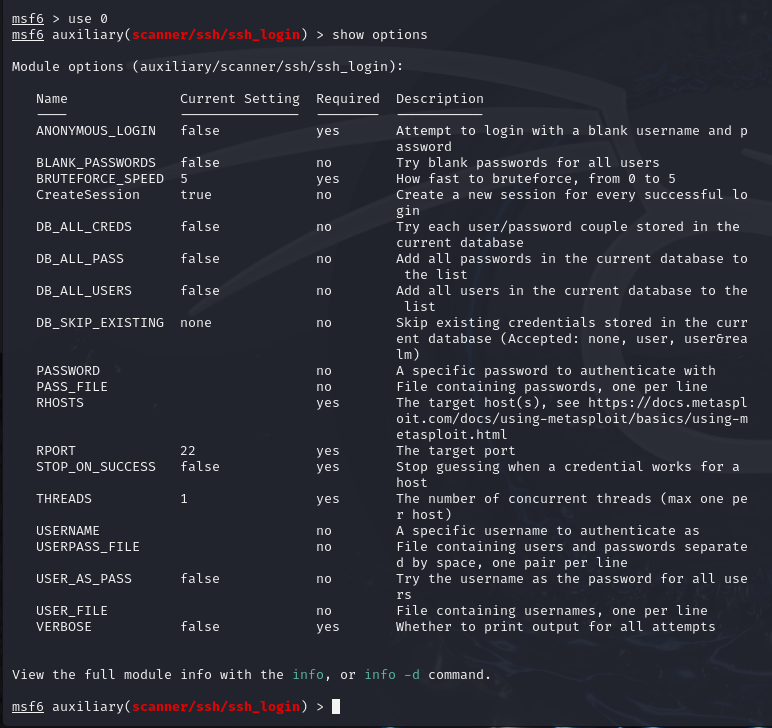 msf6 > use 0
msf6 auxiliary(scanner/ssh/ssh_login) > show options
Module options (auxiliary/scanner/ssh/ssh_login):
Name Current Setting Required Description
---- --------------- -------- -----------
ANONYMOUS_LOGIN false yes Attempt to login with a blank username and p
assword
BLANK_PASSWORDS false no Try blank passwords for all users
BRUTEFORCE_SPEED 5 yes How fast to bruteforce, from 0 to 5
CreateSession true no Create a new session for every successful lo
gin
DB_ALL_CREDS false no Try each user/password couple stored in the
current database
DB_ALL_PASS false no Add all passwords in the current database to
the list
DB_ALL_USERS false no Add all users in the current database to the
list
DB_SKIP_EXISTING none no Skip existing credentials stored in the curr
ent database (Accepted: none, user, user&rea
lm)
PASSWORD no A specific password to authenticate with
PASS_FILE no File containing passwords, one per line
RHOSTS yes The target host(s), see https://docs.metaspl
oit.com/docs/using-metasploit/basics/using-m
etasploit.html
RPORT 22 yes The target port
STOP_ON_SUCCESS false yes Stop guessing when a credential works for a
host
THREADS 1 yes The number of concurrent threads (max one pe
r host)
USERNAME no A specific username to authenticate as
USERPASS_FILE no File containing users and passwords separate
d by space, one pair per line
USER_AS_PASS false no Try the username as the password for all use
rs
USER_FILE no File containing usernames, one per line
VERBOSE false yes Whether to print output for all attempts
View the full module info with the info, or info -d command.
msf6 auxiliary(scanner/ssh/ssh_login) >